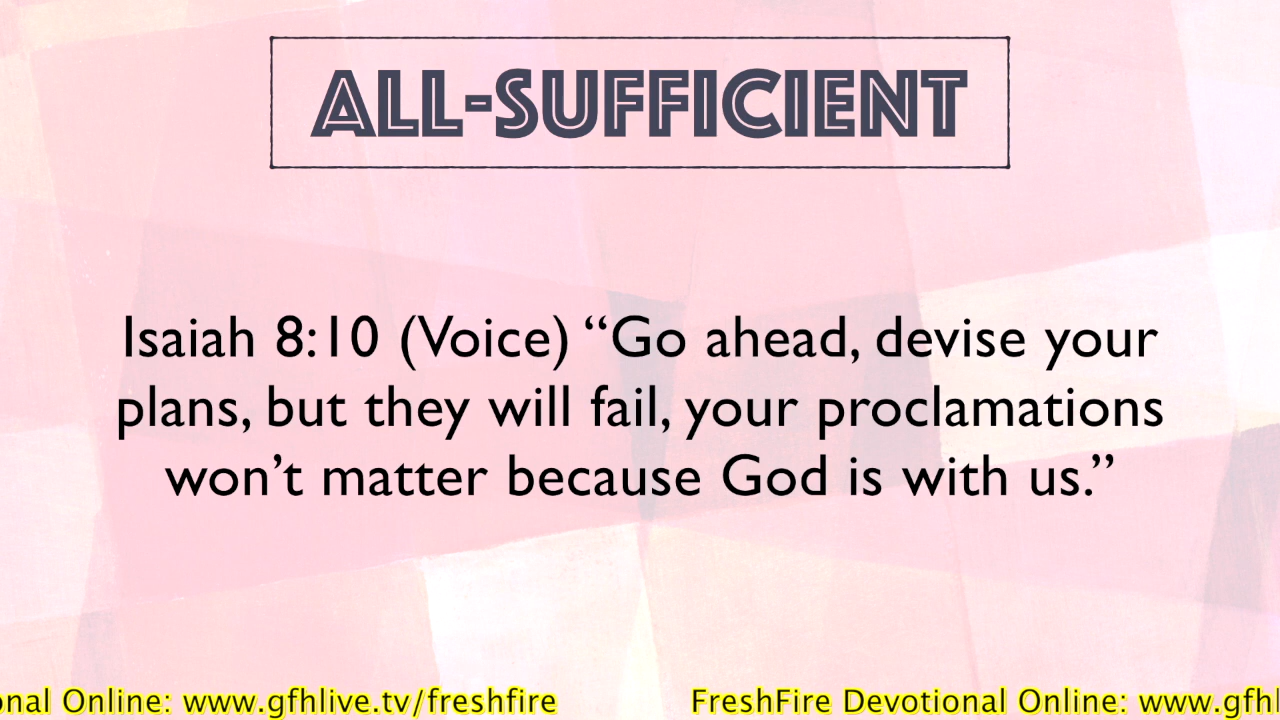 ALL-SUFFICIENT
Isaiah 8:10 (Voice) “Go ahead, devise your
plans, but they will fail, your proclamations
won’t matter because God is with us.”
onal Online: www.gfhlive.tv/freshfire FreshFire Devotional Online: www.gfhl